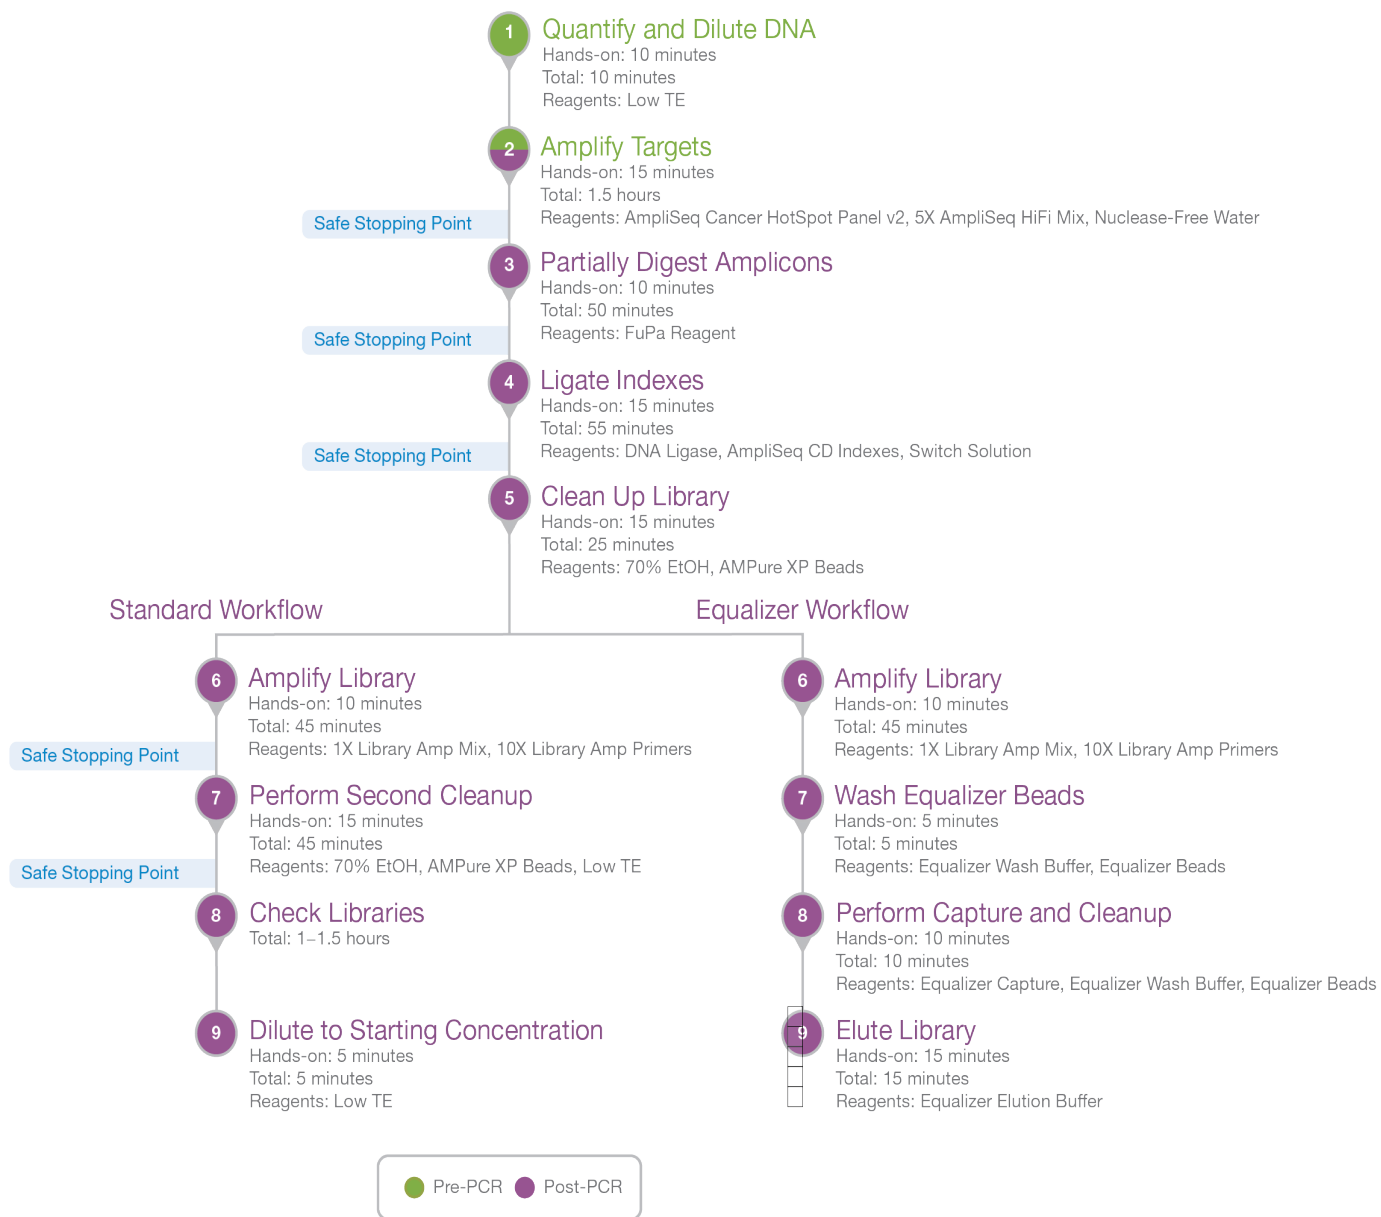 1
Quantify and Dilute DNA
Hands-on: 10 minutes
Total: 10 minutes
Reagents: Low TE
2
Amplify Targets
Hands-on: 15 minutes
Total: 1.5 hours
Reagents: AmpliSeq Cancer HotSpot Panel v2, 5X AmpliSeq HiFi Mix, Nuclease-Free Water
Safe Stopping Point
3
Partially Digest Amplicons
Hands-on: 10 minutes
Total: 50 minutes
Reagents: FuPa Reagent
Safe Stopping Point
4
Ligate Indexes
Hands-on: 15 minutes
Total: 55 minutes
Reagents: DNA Ligase, AmpliSeq CD Indexes, Switch Solution
Safe Stopping Point
5
Clean Up Library
Hands-on: 15 minutes
Total: 25 minutes
Reagents: 70% EtOH, AMPure XP Beads
Standard Workflow
6
Amplify Library
Hands-on: 10 minutes
Total: 45 minutes
Reagents: 1X Library Amp Mix, 10X Library Amp Primers
Safe Stopping Point
7
Perform Second Cleanup
Hands-on: 15 minutes
Total: 45 minutes
Reagents: 70% EtOH, AMPure XP Beads, Low TE
Safe Stopping Point
8
Check Libraries
Total: 1–1.5 hours
9
Dilute to Starting Concentration
Hands-on: 5 minutes
Total: 5 minutes
Reagents: Low TE
Equalizer Workflow
6
Amplify Library
Hands-on: 10 minutes
Total: 45 minutes
Reagents: 1X Library Amp Mix, 10X Library Amp Primers
7
Wash Equalizer Beads
Hands-on: 5 minutes
Total: 5 minutes
Reagents: Equalizer Wash Buffer, Equalizer Beads
8
Perform Capture and Cleanup
Hands-on: 10 minutes
Total: 10 minutes
Reagents: Equalizer Capture, Equalizer Wash Buffer, Equalizer Beads
9
Elute Library
Hands-on: 15 minutes
Total: 15 minutes
Reagents: Equalizer Elution Buffer
Pre-PCR
Post-PCR